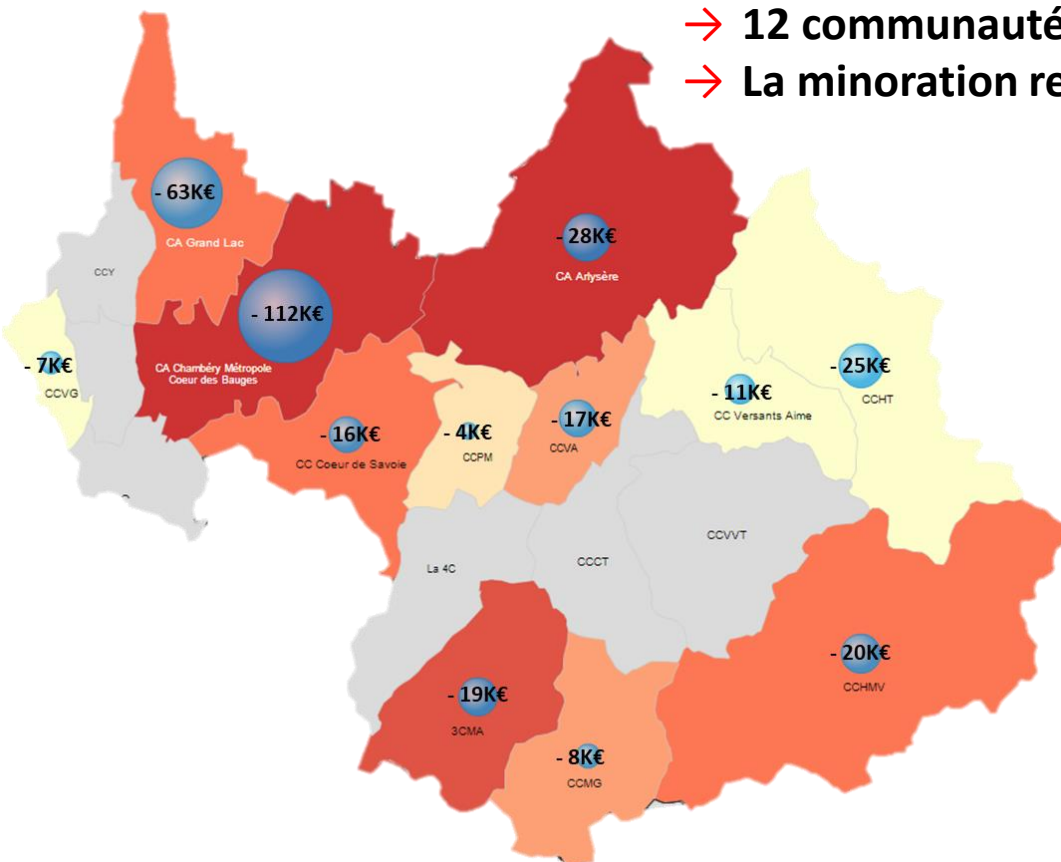 → 12 communauté
→ La minoration re
- 63K€
CA Grand Lac
- 28K€
CA Arlysère
CCY
- 112K€
CA Chambéry Métropole
Coeur des Bauges
- 7K€
CCVG
- 25K€
CCHT
- 11K€
CC Versants Aime
- 16K€
CC Coeur de Savoie
- 4K€
CCPM
- 17K€
CCVA
La 4C
CCCT
CCVVT
- 20K€
CCHMV
- 19K€
3CMA
- 8K€
CCMG